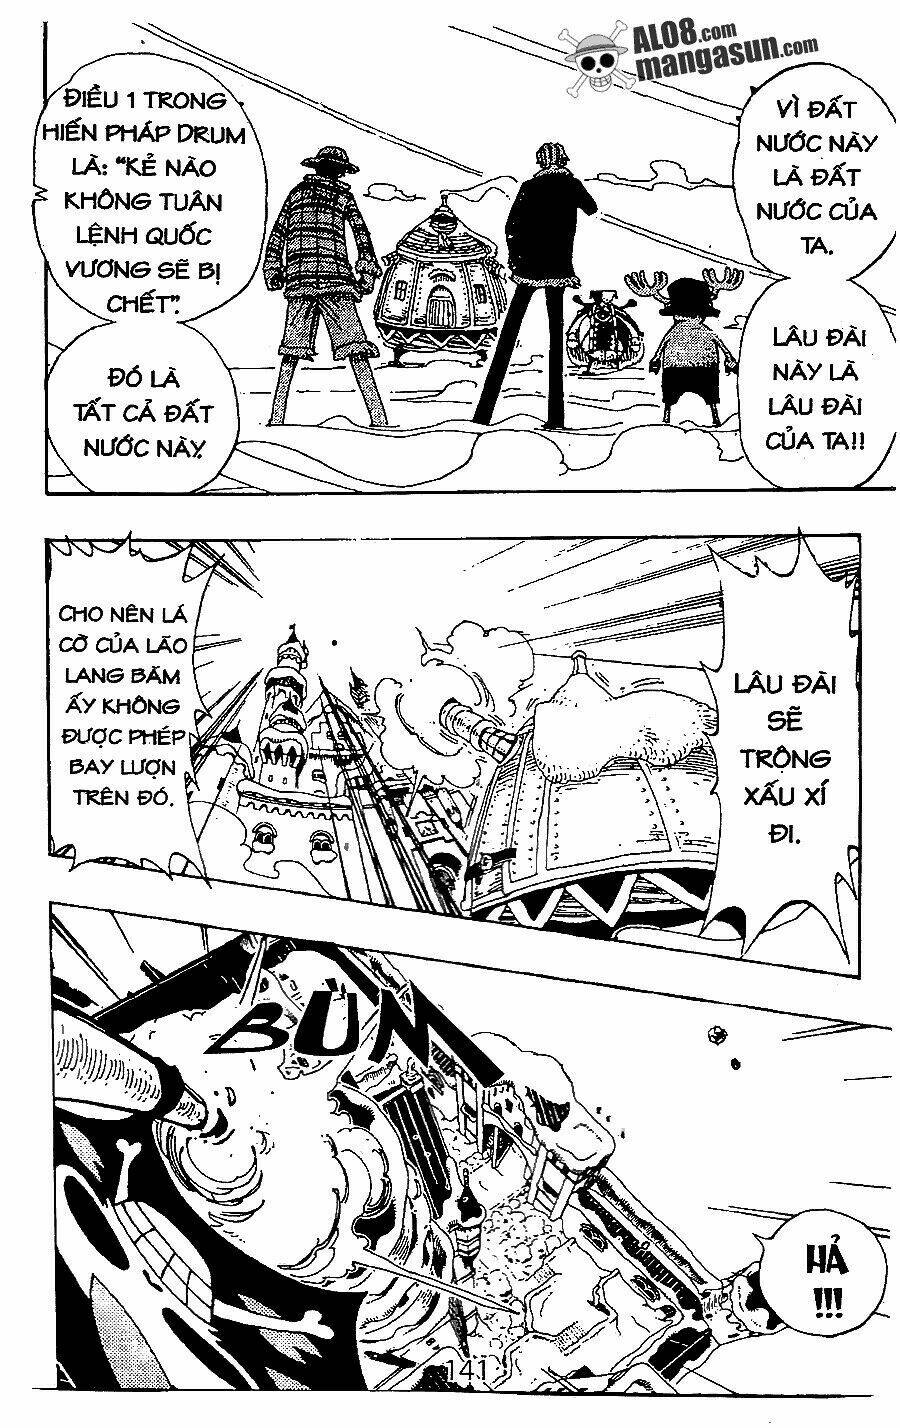 AL08.com
mangasun.com
VÌ ĐẤT
NƯỚC NÀY
LÀ ĐẤT
NƯỚC CỦA
TA.
LÂU ĐÀI
NÀY LÀ
LÂU ĐÀI
CỦA TA!!
ĐIỀU 1 TRONG
HIẾN PHÁP DRUM
LÀ: “KẺ NÀO
KHÔNG TUÂN
LỆNH QUỐC
VƯƠNG SẼ BỊ
CHẾT”.
ĐÓ LÀ
TẤT CẢ ĐẤT
NƯỚC NÀY.
LÂU ĐÀI
SẼ
TRÔNG
XẤU XÍ
ĐI.
CHO NÊN LÁ
CỜ CỦA LÃO
LANG BĂM
ẤY KHÔNG
ĐƯỢC PHÉP
BAY LƯỢN
TRÊN ĐÓ.
BÙM
HẢ
!!!
141